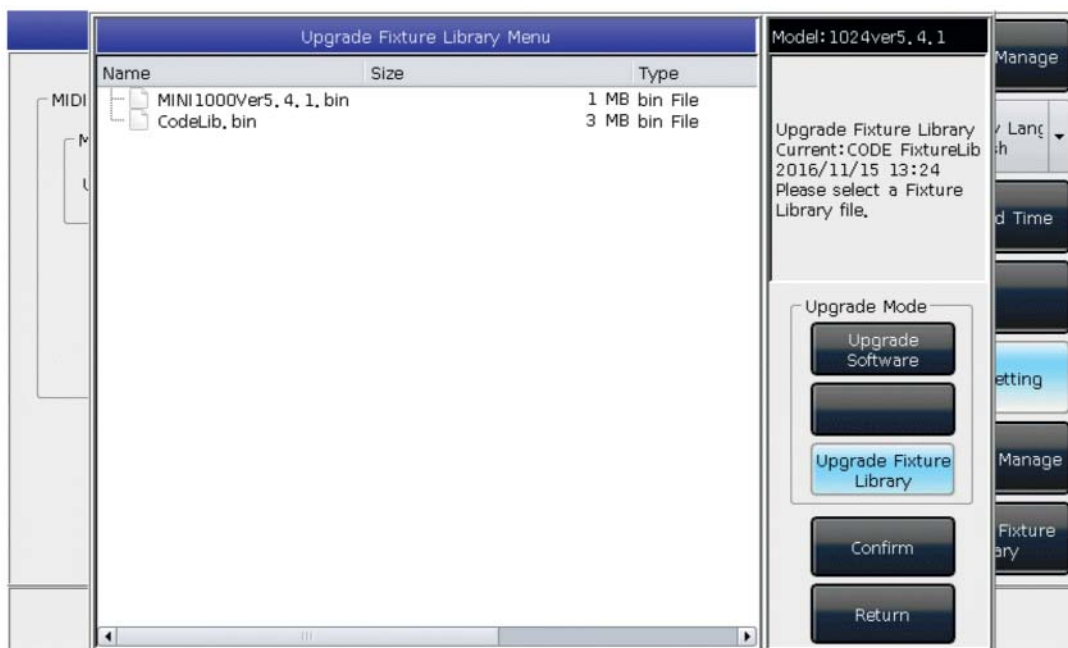 Upgrade Fixture Library Menu
Name Size Type
MINI1000Ver5.4.1.bin 1 MB bin File
CodeLib.bin 3 MB bin File
Model:1024ver5.4.1
Upgrade Fixture Library
Current:CODE FixtureLib
2016/11/15 13:24
Please select a Fixture
Library file.
Upgrade Mode
Upgrade
Software
Upgrade Fixture
Library
Confirm
Return
MIDI
Manage
Time
Manage
Fixture